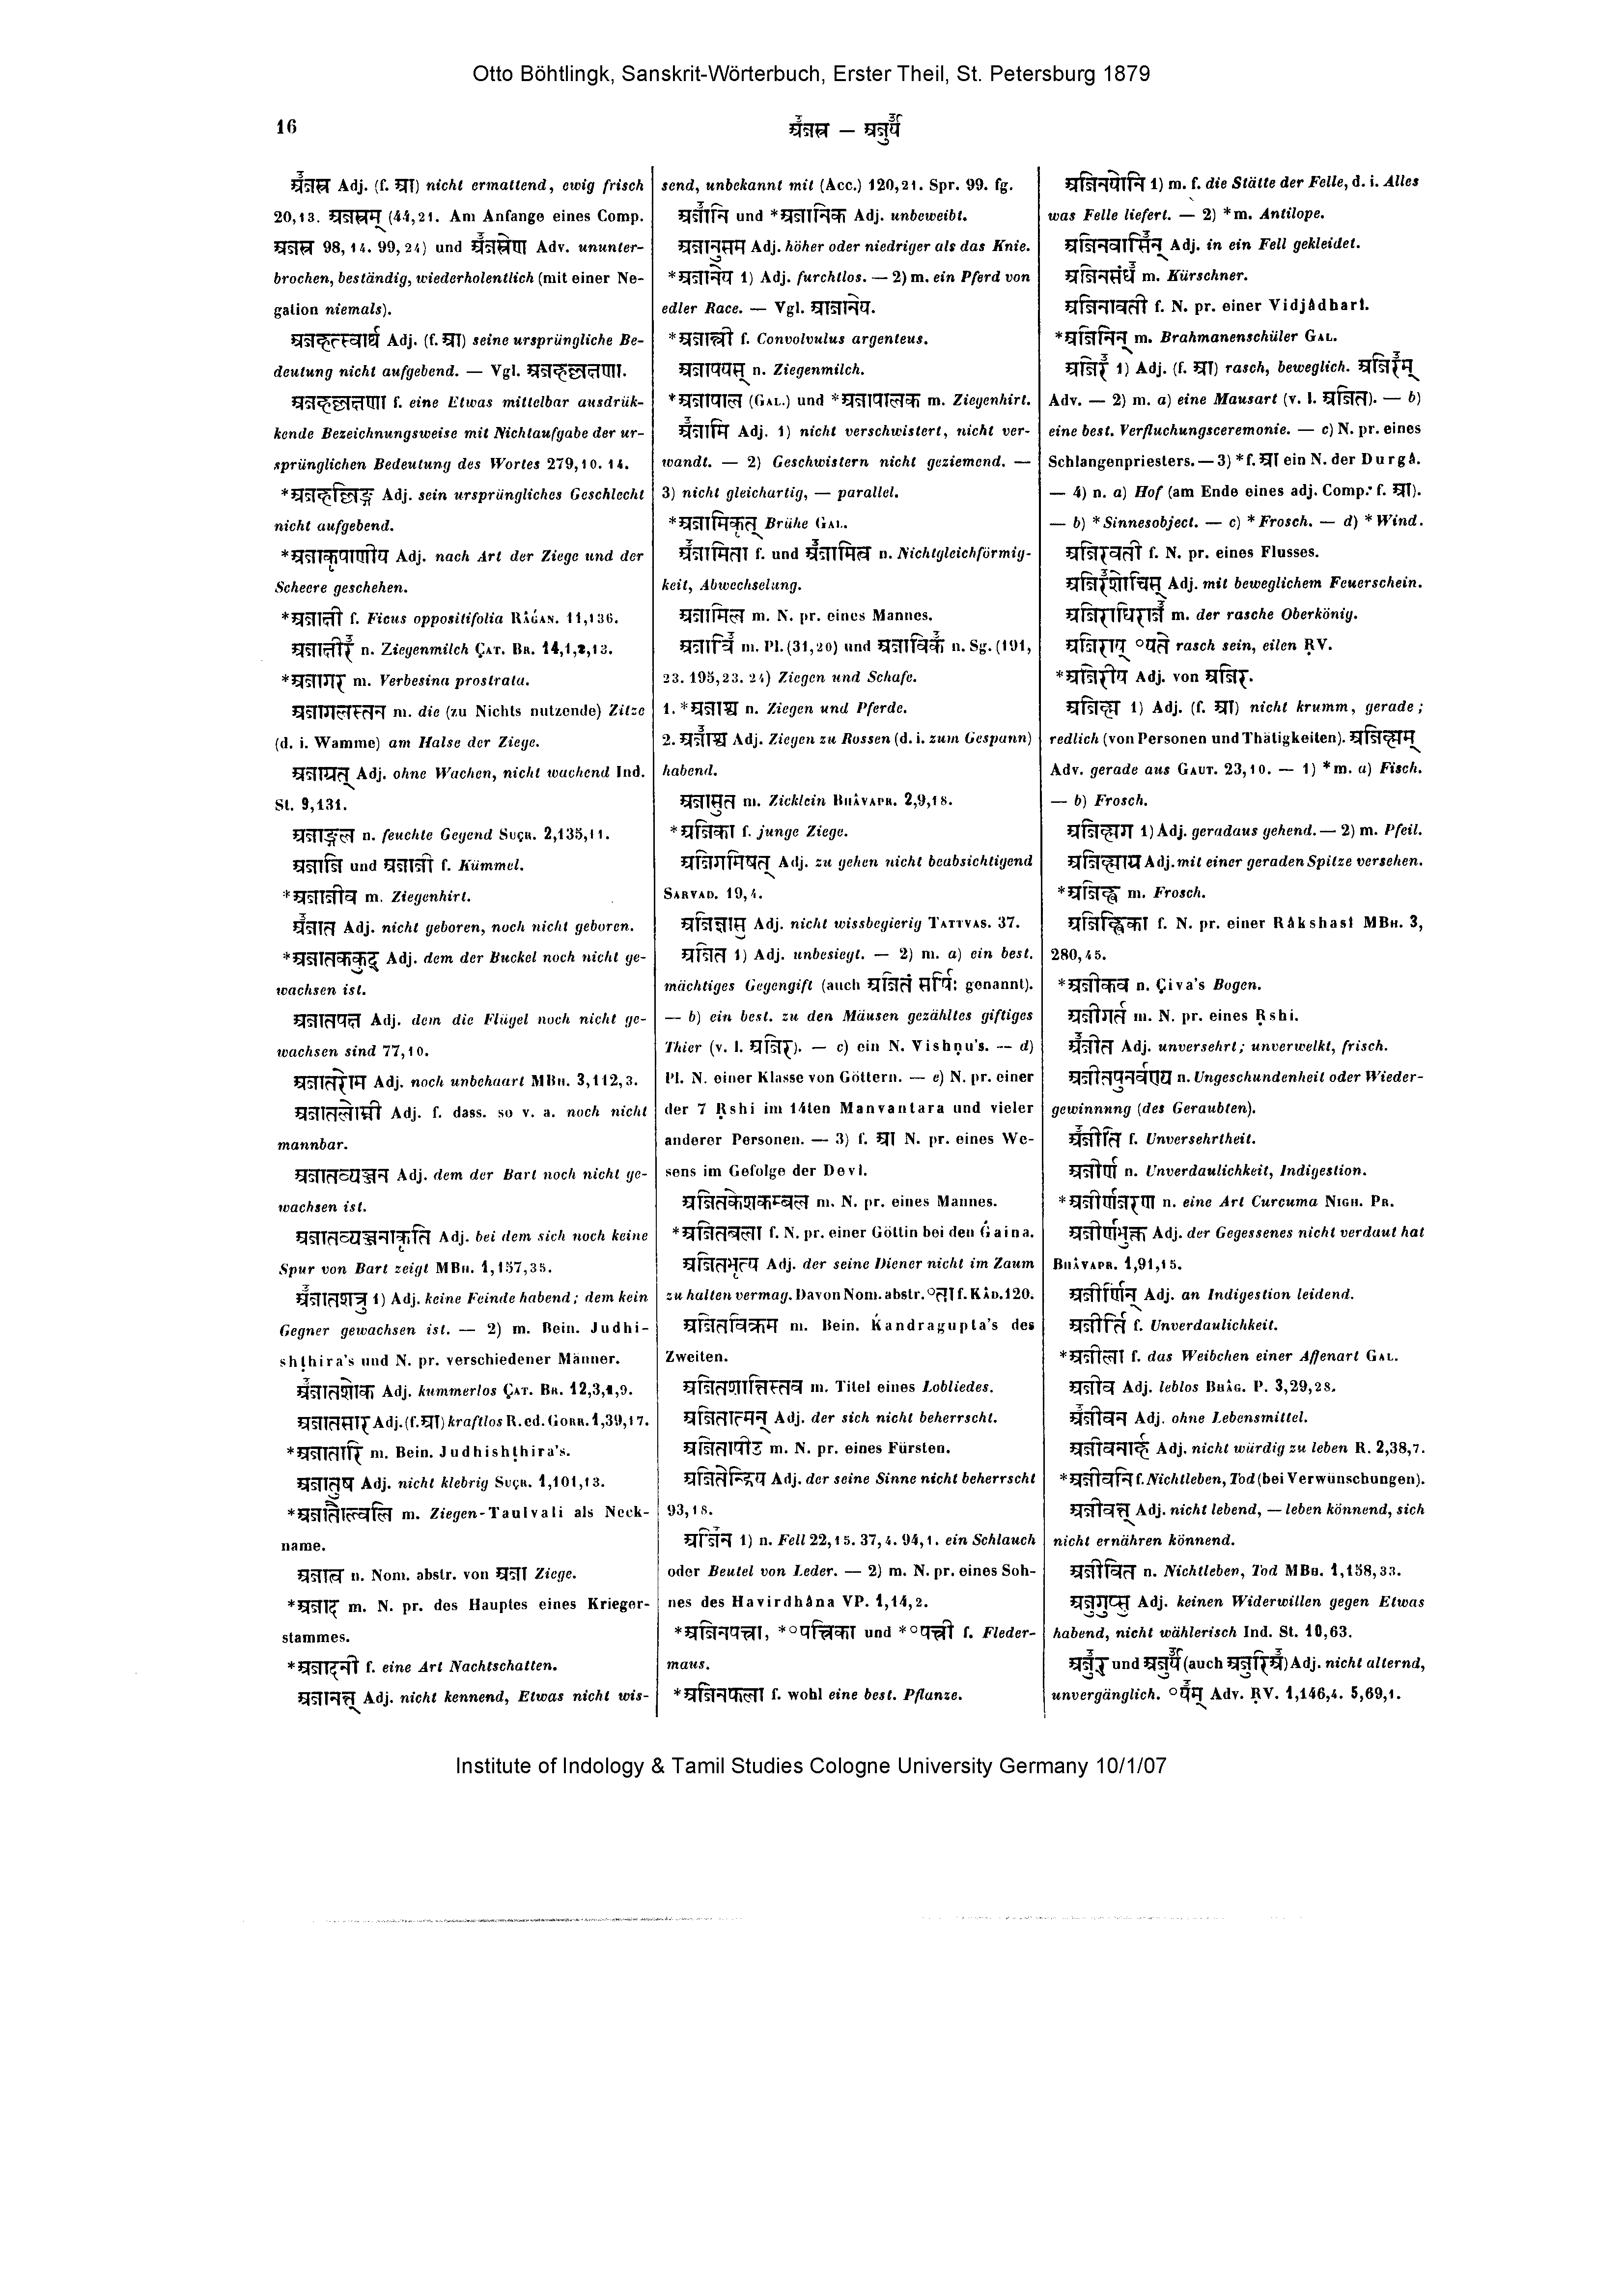 Otto Böhtlingk, Sanskrit-Wörterbuch, Erster Theil, St. Petersburg 1879
16
अजस्र — अजुर्य
अजस्र Adj. (f. आ) nicht ermattend, ewig frisch
20,13. अजस्रम् (44,21. Am Anfange eines Comp.
अजस्र 98,14. 99,24) und अजस्रेण Adv. ununter-
brochen, beständig, wiederholentlich (mit einer Ne-
gation niemals).
अजहत्स्वार्थ Adj. (f. आ) seine ursprüngliche Be-
deutung nicht aufgebend. — Vgl. अजहल्लक्षणा.
अजहल्लक्षणा f. eine Etwas mittelbar ausdrük-
kende Bezeichnungsweise mit Nichtaufgabe der ur-
sprünglichen Bedeutung des Wortes 279,10. 14.
*अजहल्लिङ्ग Adj. sein ursprüngliches Geschlecht
nicht aufgebend.
*अजाकृपाणीय Adj. nach Art der Ziege und der
Scheere geschehen.
*अजाजी f. Ficus oppositifolia RÁGAN. 11,136.
अजाक्षीर n. Ziegenmilch ÇAT. BR. 14,1,2,13.
*अजागर m. Verbesina prostrata.
अजागलस्तन m. die (zu Nichts nutzende) Zitze
(d. i. Wamme) am Halse der Ziege.
अजाग्रत् Adj. ohne Wachen, nicht wachend Ind.
St. 9,131.
अजाङ्गल n. feuchte Gegend SUÇR. 2,135,11.
अजाजि und अजाजी f. Kümmel.
*अजाजीव m. Ziegenhirt.
अजात Adj. nicht geboren, noch nicht geboren.
*अजातककुद् Adj. dem der Buckel noch nicht ge-
wachsen ist.
अजातपक्ष Adj. dem die Flügel noch nicht ge-
wachsen sind 77,10.
अजातरोम Adj. noch unbehaart MBH. 3,112,3.
अजातलोम्नी Adj. f. dass. so v. a. noch nicht
mannbar.
अजातव्यञ्जन Adj. dem der Bart noch nicht ge-
wachsen ist.
अजातव्यञ्जनाकृति Adj. bei dem sich noch keine
Spur von Bart zeigt MBH. 1,157,35.
अजातशत्रु 1) Adj. keine Feinde habend; dem kein
Gegner gewachsen ist. — 2) m. Bein. Judhi-
shṭhira's und N. pr. verschiedener Männer.
अजातशोक Adj. kummerlos ÇAT. BR. 12,3,1,9.
अजातसार Adj. (f. आ) kraftlos R. ed. GORR. 1,39,17.
*अजातारि m. Bein. Judhishṭhira's.
अजातुष Adj. nicht klebrig SUÇR. 1,101,13.
*अजातौल्वलि m. Ziegen-Taulvali als Neck-
name.
अजात्व n. Nom. abstr. von अजा Ziege.
*अजाद m. N. pr. des Hauptes eines Krieger-
stammes.
*अजादनी f. eine Art Nachtschatten.
अजानत् Adj. nicht kennend, Etwas nicht wis-
send, unbekannt mit (Acc.) 120,21. Spr. 99. fg.
अजानि und *अजानिक Adj. unbeweibt.
अजानुसम Adj. höher oder niedriger als das Knie.
*अजानेय 1) Adj. furchtlos. — 2) m. ein Pferd von
edler Race. — Vgl. आजानेय.
*अजान्त्री f. Convolvulus argenteus.
अजापयस् n. Ziegenmilch.
*अजापाल (GAL.) und *अजापालक m. Ziegenhirt.
अजामि Adj. 1) nicht verschwistert, nicht ver-
wandt. — 2) Geschwistern nicht geziemend. —
3) nicht gleichartig, — parallel.
*अजामिकृत् Brühe GAL.
अजामिता f. und अजामित्व n. Nichtgleichförmig-
keit, Abwechselung.
अजामिल m. N. pr. eines Mannes.
अजावि m. Pl. (31,20) und अजाविक n. Sg. (191,
23. 195,23. 24) Ziegen und Schafe.
1. *अजाश्व n. Ziegen und Pferde.
2. अजाश्व Adj. Ziegen zu Rossen (d. i. zum Gespann)
habend.
अजासुत m. Zicklein BHÂVAPR. 2,9,18.
*अजिका f. junge Ziege.
अजिगमिषत् Adj. zu gehen nicht beabsichtigend
SARVAD. 19,4.
अजिज्ञासु Adj. nicht wissbegierig TATTVAS. 37.
अजित 1) Adj. unbesiegt. — 2) m. a) ein best.
mächtiges Gegengift (auch अजितं सर्पिः genannt).
— b) ein best. zu den Mäusen gezähltes giftiges
Thier (v. l. अजिर). — c) ein N. Vishṇu's. — d)
Pl. N. einer Klasse von Göttern. — e) N. pr. einer
der 7 Ṛshi im 14ten Manvantara und vieler
anderer Personen. — 3) f. आ N. pr. eines We-
sens im Gefolge der Devî.
अजितकेशकम्बल m. N. pr. eines Mannes.
*अजितबला f. N. pr. einer Göttin bei den Gaina.
अजितभृत्य Adj. der seine Diener nicht im Zaum
zu halten vermag. Davon Nom. abstr. °ता f. KÂD. 120.
अजितविक्रम m. Bein. Kandragupta's des
Zweiten.
अजितशान्तिस्तव m. Titel eines Lobliedes.
अजितात्मन् Adj. der sich nicht beherrscht.
अजितापीड m. N. pr. eines Fürsten.
अजितेन्द्रिय Adj. der seine Sinne nicht beherrscht
93,18.
अजिन 1) n. Fell 22,15. 37,4. 94,1. ein Schlauch
oder Beutel von Leder. — 2) m. N. pr. eines Soh-
nes des Havirdhâna VP. 1,14,2.
*अजिनपत्त्रा, *°पत्त्रिका und *°पत्त्री f. Fleder-
maus.
*अजिनफला f. wohl eine best. Pflanze.
अजिनयोनि 1) m. f. die Stätte der Felle, d. i. Alles
was Felle liefert. — 2) *m. Antilope.
अजिनवासिन् Adj. in ein Fell gekleidet.
अजिनसंध m. Kürschner.
अजिनावती f. N. pr. einer Vidjâdharî.
*अजिनिन् m. Brahmanenschüler GAL.
अजिर 1) Adj. (f. आ) rasch, beweglich. अजिरम्
Adv. — 2) m. a) eine Mausart (v. l. अजित). — b)
eine best. Verfluchungsceremonie. — c) N. pr. eines
Schlangenpriesters. — 3) *f. आ ein N. der Durgâ.
— 4) n. a) Hof (am Ende eines adj. Comp. f. आ).
— b) *Sinnesobject. — c) *Frosch. — d) *Wind.
अजिरवती f. N. pr. eines Flusses.
अजिरशोचिस् Adj. mit beweglichem Feuerschein.
अजिराधिराज m. der rasche Oberkönig.
अजिराय् °यते rasch sein, eilen ṚV.
*अजिरीय Adj. von अजिर.
अजिह्म 1) Adj. (f. आ) nicht krumm, gerade;
redlich (von Personen und Thätigkeiten). अजिह्मम्
Adv. gerade aus GAUT. 23,10. — 1) *m. a) Fisch.
— b) Frosch.
अजिह्मग 1) Adj. geradaus gehend. — 2) m. Pfeil.
अजिह्माग्र Adj. mit einer geraden Spitze versehen.
*अजिह्व m. Frosch.
अजिह्विका f. N. pr. einer Râkshasî MBH. 3,
280,45.
*अजीकव n. Çiva's Bogen.
अजीगर्त m. N. pr. eines Ṛshi.
अजीत Adj. unversehrt; unverwelkt, frisch.
अजीतपुनर्वण्य n. Ungeschundenheit oder Wieder-
gewinnnng (des Geraubten).
अजीति f. Unversehrtheit.
अजीर्ण n. Unverdaulichkeit, Indigestion.
*अजीर्णजरण n. eine Art Curcuma NIGH. PR.
अजीर्णभुक्त Adj. der Gegessenes nicht verdaut hat
BHÂVAPR. 1,91,15.
अजीर्णिन् Adj. an Indigestion leidend.
अजीर्ति f. Unverdaulichkeit.
*अजीला f. das Weibchen einer Affenart GAL.
अजीव Adj. leblos BHÂG. P. 3,29,28.
अजीवन Adj. ohne Lebensmittel.
अजीवनार्ह Adj. nicht würdig zu leben R. 2,38,7.
*अजीवनि f. Nichtleben, Tod (bei Verwünschungen).
अजीवत् Adj. nicht lebend, — leben könnend, sich
nicht ernähren könnend.
अजीवित n. Nichtleben, Tod MBH. 1,158,33.
अजुगुप्सु Adj. keinen Widerwillen gegen Etwas
habend, nicht wählerisch Ind. St. 10,63.
अजुर und अजुर्य (auch अजुरिअ) Adj. nicht alternd,
unvergänglich. °र्यम् Adv. ṚV. 1,146,4. 5,69,1.
Institute of Indology & Tamil Studies Cologne University Germany 10/1/07